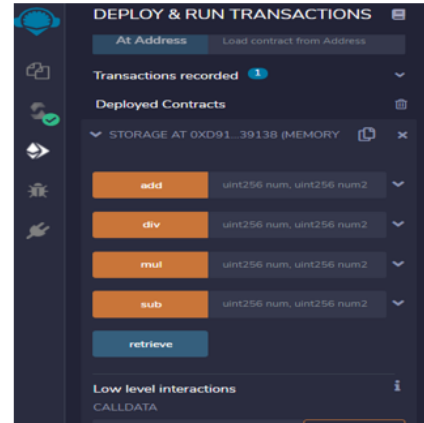 DEPLOY & RUN TRANSACTIONS
At Address Load contract from Address
Transactions recorded 1
Deployed Contracts
STORAGE AT 0XD91...39138 (MEMORY
add uint256 num, uint256 num2
div uint256 num, uint256 num2
mul uint256 num, uint256 num2
sub uint256 num, uint256 num2
retrieve
Low level interactions i
CALLDATA